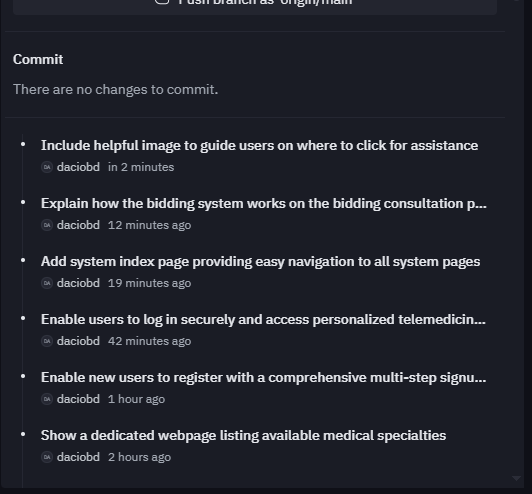 Push branch as 'origin/main'
Commit
There are no changes to commit.
Include helpful image to guide users on where to click for assistance
DA daciobd in 2 minutes
Explain how the bidding system works on the bidding consultation p...
DA daciobd 12 minutes ago
Add system index page providing easy navigation to all system pages
DA daciobd 19 minutes ago
Enable users to log in securely and access personalized telemedicin...
DA daciobd 42 minutes ago
Enable new users to register with a comprehensive multi-step signu...
DA daciobd 1 hour ago
Show a dedicated webpage listing available medical specialties
DA daciobd 2 hours ago